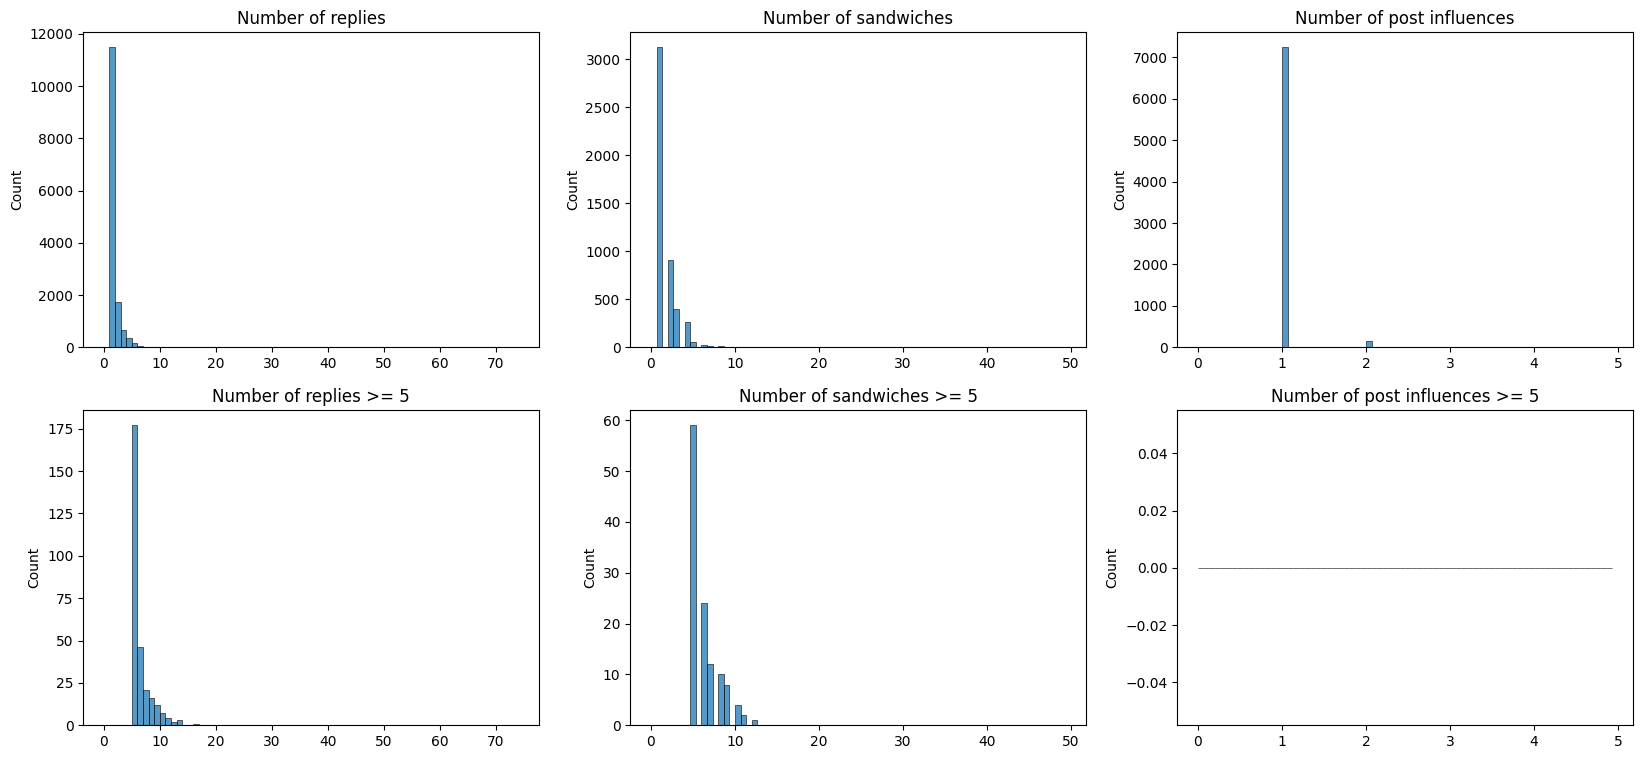 Number of replies
Count
12000
10000
8000
6000
4000
2000
0
0 10 20 30 40 50 60 70
Number of sandwiches
Count
3000
2500
2000
1500
1000
500
0
0 10 20 30 40 50
Number of post influences
Count
7000
6000
5000
4000
3000
2000
1000
0
0 1 2 3 4 5
Number of replies >= 5
Count
175
150
125
100
75
50
25
0
0 10 20 30 40 50 60 70
Number of sandwiches >= 5
Count
60
50
40
30
20
10
0
0 10 20 30 40 50
Number of post influences >= 5
Count
0.04
0.02
0.00
−0.02
−0.04
0 1 2 3 4 5